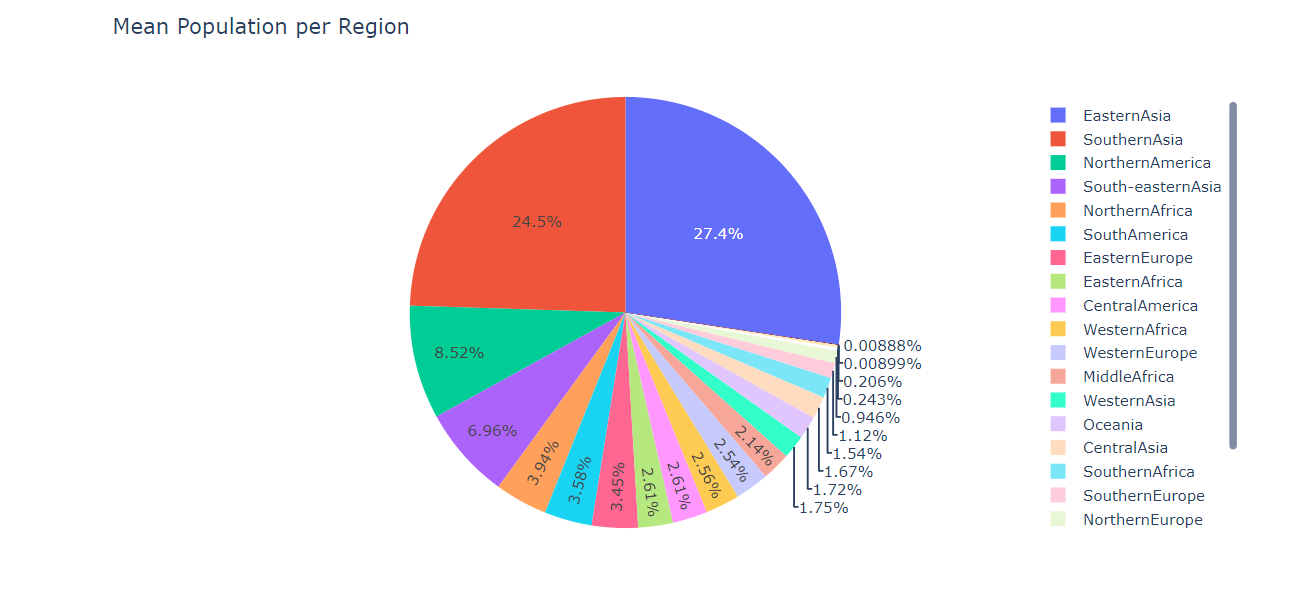 Mean Population per Region
24.5%
27.4%
8.52%
6.96%
3.94%
3.58%
3.45%
2.61%
2.61%
2.56%
2.54%
2.14%
0.00888%
0.00899%
0.206%
0.243%
0.946%
1.12%
1.54%
1.67%
1.72%
1.75%
EasternAsia
SouthernAsia
NorthernAmerica
South-easternAsia
NorthernAfrica
SouthAmerica
EasternEurope
EasternAfrica
CentralAmerica
WesternAfrica
WesternEurope
MiddleAfrica
WesternAsia
Oceania
CentralAsia
SouthernAfrica
SouthernEurope
NorthernEurope